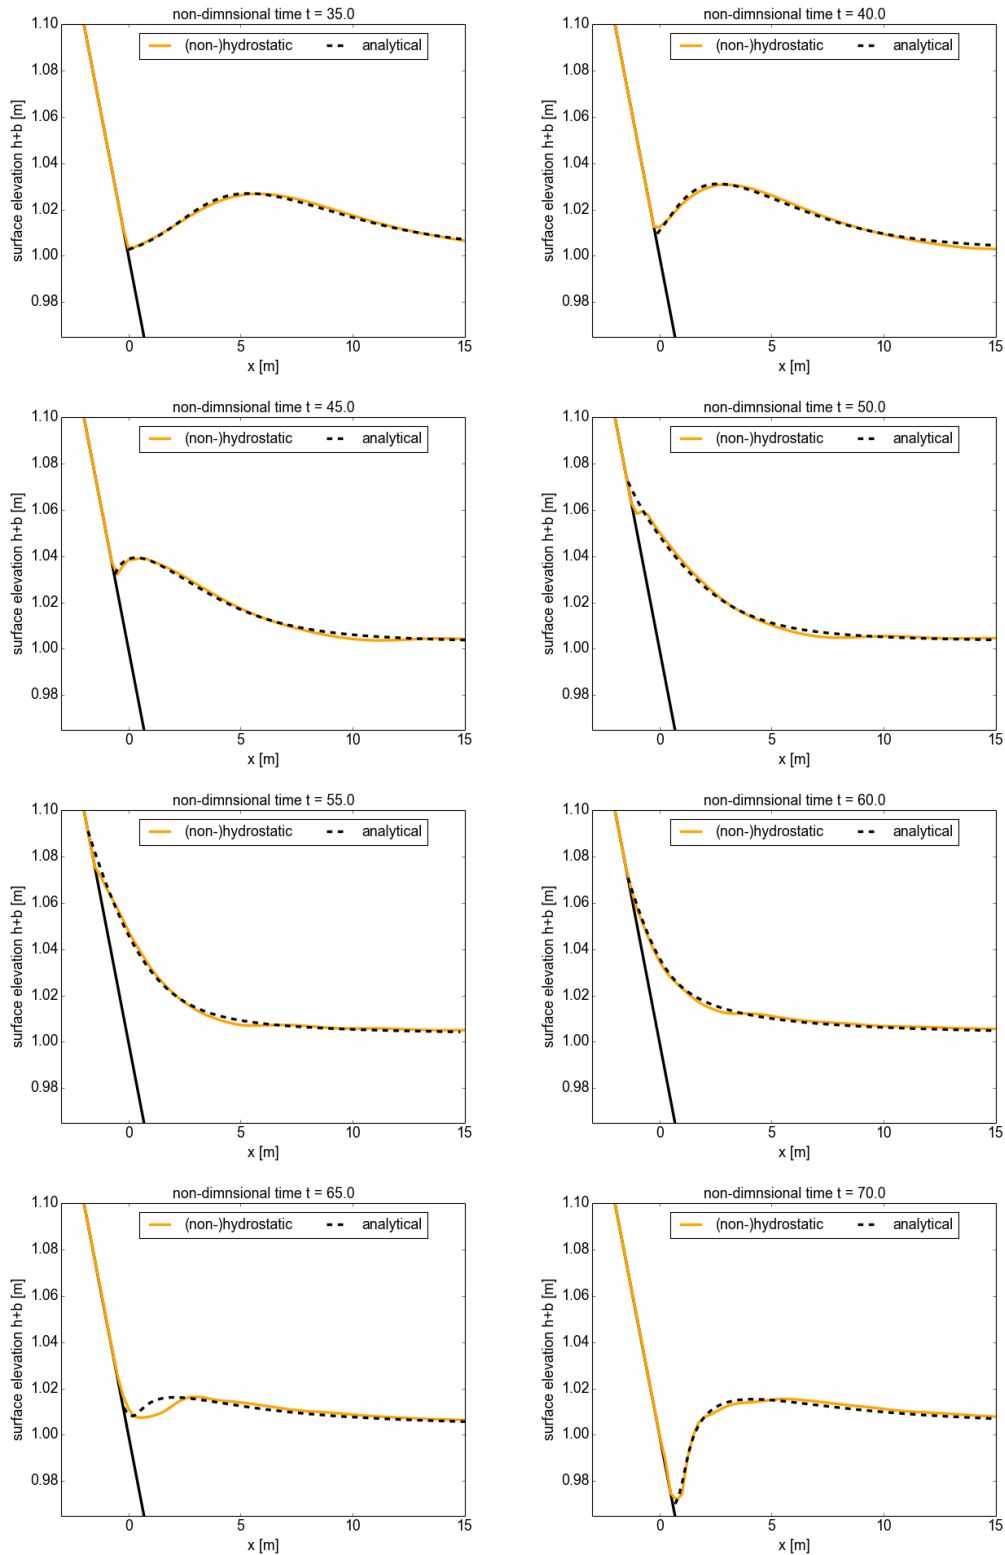 non-dimnsional time t = 35.0
(non-)hydrostatic analytical
surface elevation h+b [m]
1.10
1.08
1.06
1.04
1.02
1.00
0.98
0 5 10 15
x [m]
non-dimnsional time t = 40.0
(non-)hydrostatic analytical
surface elevation h+b [m]
1.10
1.08
1.06
1.04
1.02
1.00
0.98
0 5 10 15
x [m]
non-dimnsional time t = 45.0
(non-)hydrostatic analytical
surface elevation h+b [m]
1.10
1.08
1.06
1.04
1.02
1.00
0.98
0 5 10 15
x [m]
non-dimnsional time t = 50.0
(non-)hydrostatic analytical
surface elevation h+b [m]
1.10
1.08
1.06
1.04
1.02
1.00
0.98
0 5 10 15
x [m]
non-dimnsional time t = 55.0
(non-)hydrostatic analytical
surface elevation h+b [m]
1.10
1.08
1.06
1.04
1.02
1.00
0.98
0 5 10 15
x [m]
non-dimnsional time t = 60.0
(non-)hydrostatic analytical
surface elevation h+b [m]
1.10
1.08
1.06
1.04
1.02
1.00
0.98
0 5 10 15
x [m]
non-dimnsional time t = 65.0
(non-)hydrostatic analytical
surface elevation h+b [m]
1.10
1.08
1.06
1.04
1.02
1.00
0.98
0 5 10 15
x [m]
non-dimnsional time t = 70.0
(non-)hydrostatic analytical
surface elevation h+b [m]
1.10
1.08
1.06
1.04
1.02
1.00
0.98
0 5 10 15
x [m]